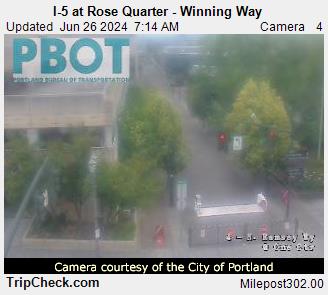 I-5 at Rose Quarter - Winning Way
Updated Jun 26 2024 7:14 AM Camera 4
PBOT
PORTLAND BUREAU OF TRANSPORTATION
Camera courtesy of the City of Portland
TripCheck.com Milepost302.00